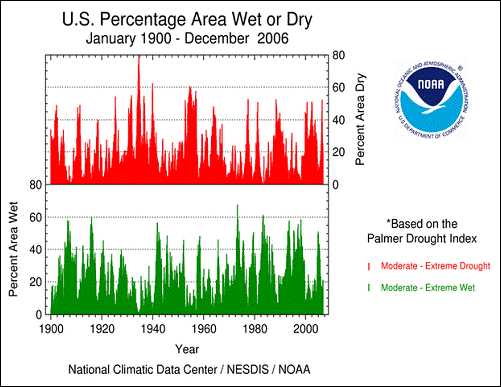 U.S. Percentage Area Wet or Dry
January 1900 - December 2006
80
60
40
20
0
Percent Area Dry
80
60
40
20
0
Percent Area Wet
1900 1920 1940 1960 1980 2000
Year
National Climatic Data Center / NESDIS / NOAA
NATIONAL OCEANIC AND ATMOSPHERIC ADMINISTRATION
NOAA
U.S. DEPARTMENT OF COMMERCE
®
*Based on the
Palmer Drought Index
Moderate - Extreme Drought
Moderate - Extreme Wet